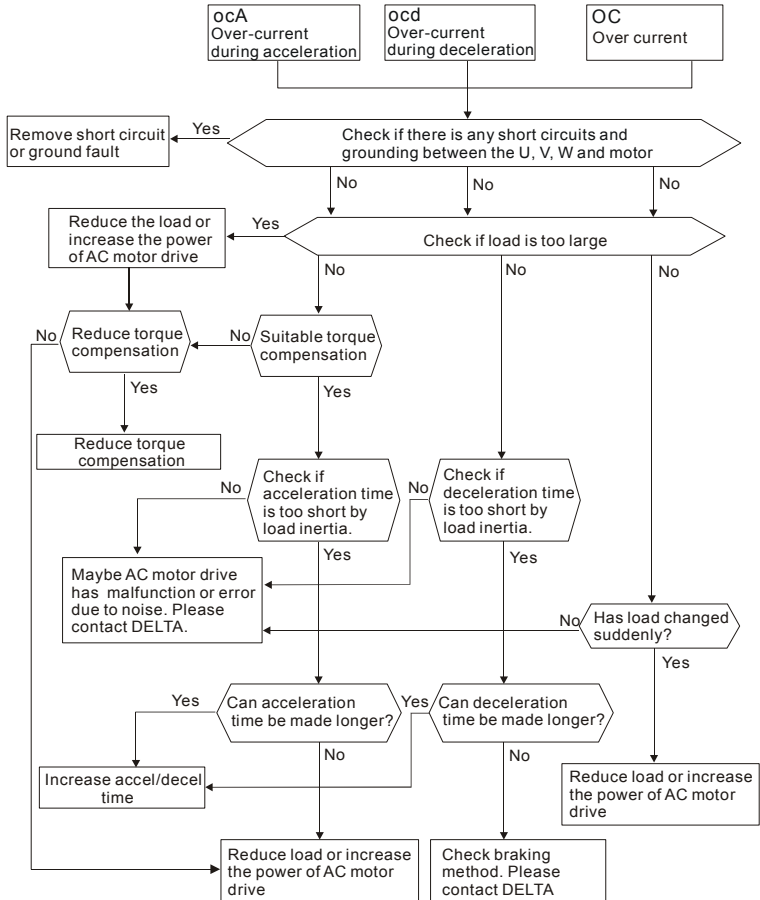 ocA
Over-current
during acceleration
ocd
Over-current
during deceleration
OC
Over current
Yes
Remove short circuit
or ground fault
Check if there is any short circuits and
grounding between the U, V, W and motor
No
No
No
Reduce the load or
increase the power
of AC motor drive
Yes
Check if load is too large
No
No
No
No
Reduce torque
compensation
No
Suitable torque
compensation
Yes
Yes
Reduce torque
compensation
No
Check if
acceleration time
is too short by
load inertia.
No
Check if
deceleration time
is too short by
load inertia.
Yes
Yes
Maybe AC motor drive
has malfunction or error
due to noise. Please
contact DELTA.
No
Has load changed
suddenly?
Yes
Yes
Can acceleration
time be made longer?
Yes
Can deceleration
time be made longer?
No
No
Increase accel/decel
time
Reduce load or increase
the power of AC motor
drive
Reduce load or increase
the power of AC motor
drive
Check braking
method. Please
contact DELTA